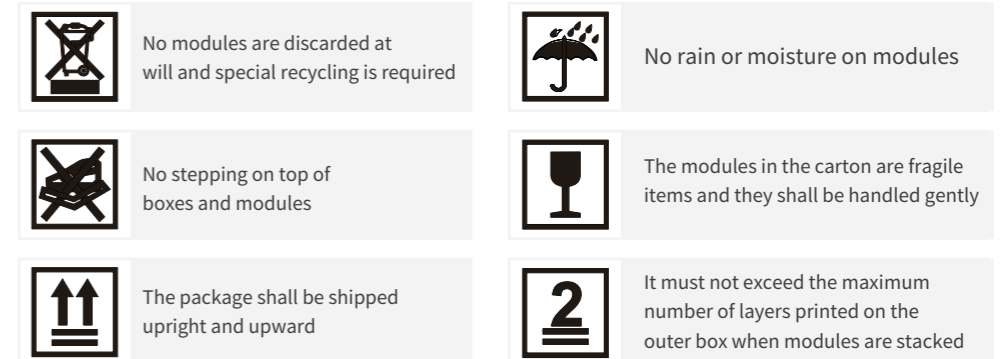 No modules are discarded at
will and special recycling is required
No rain or moisture on modules
No stepping on top of
boxes and modules
The modules in the carton are fragile
items and they shall be handled gently
The package shall be shipped
upright and upward
2
It must not exceed the maximum
number of layers printed on the
outer box when modules are stacked